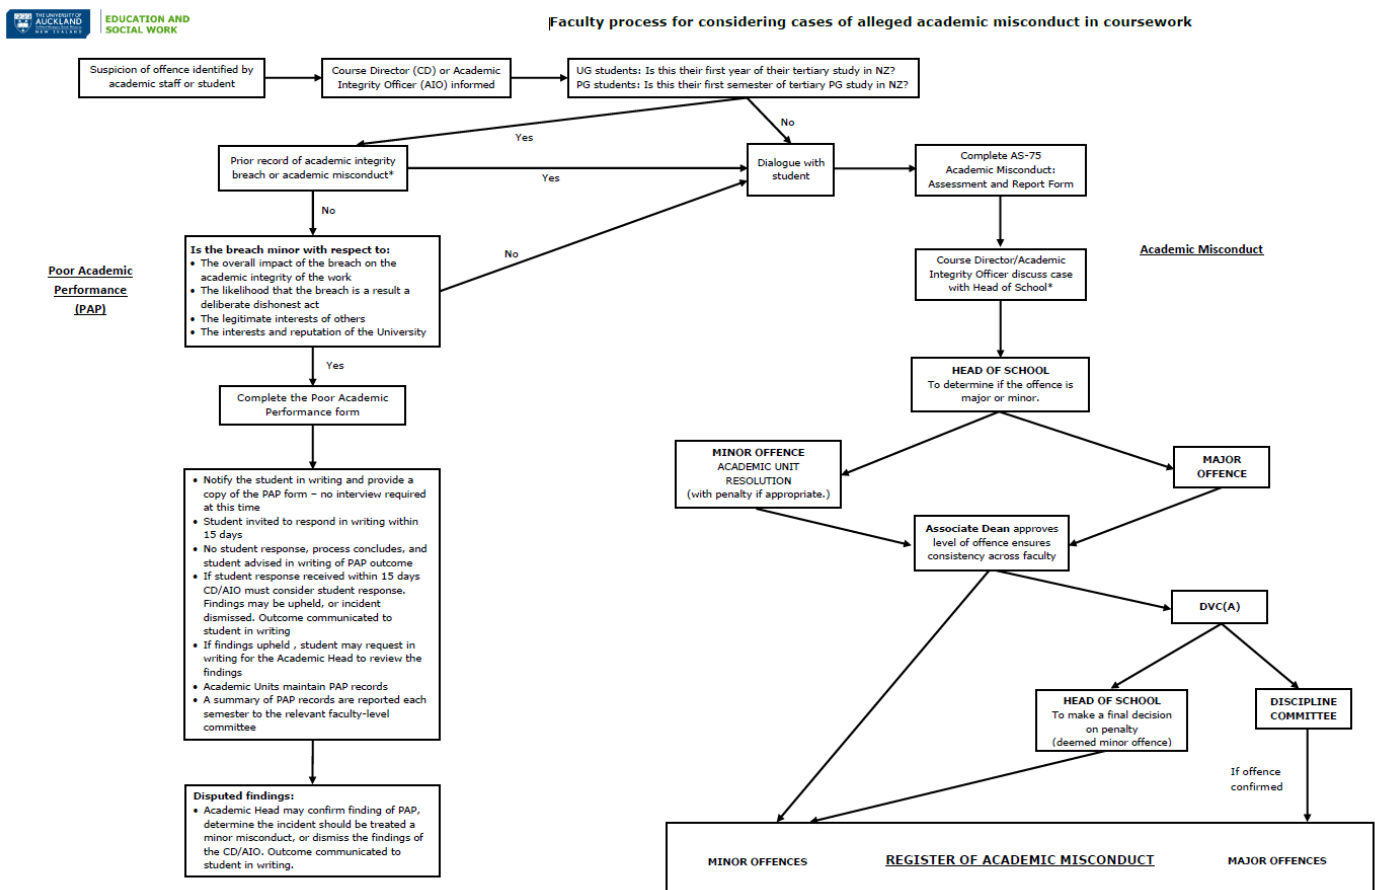 THE UNIVERSITY OF
AUCKLAND
NEW ZEALAND
EDUCATION AND
SOCIAL WORK
Faculty process for considering cases of alleged academic misconduct in coursework
Suspicion of offence identified by
academic staff or student
Course Director (CD) or Academic
Integrity Officer (AIO) informed
UG students: Is this their first year of their tertiary study in NZ?
PG students: Is this their first semester of tertiary PG study in NZ?
Yes
No
Prior record of academic integrity
breach or academic misconduct*
Yes
Dialogue with
student
Complete AS-75
Academic Misconduct:
Assessment and Report Form
No
Poor Academic
Performance
(PAP)
Is the breach minor with respect to:
• The overall impact of the breach on the
academic integrity of the work
• The likelihood that the breach is a result a
deliberate dishonest act
• The legitimate interests of others
• The interests and reputation of the University
No
Course Director/Academic
Integrity Officer discuss case
with Head of School*
Academic Misconduct
Yes
Complete the Poor Academic
Performance form
HEAD OF SCHOOL
To determine if the offence is
major or minor.
MINOR OFFENCE
ACADEMIC UNIT
RESOLUTION
(with penalty if appropriate.)
MAJOR
OFFENCE
• Notify the student in writing and provide a
copy of the PAP form – no interview required
at this time
• Student invited to respond in writing within
15 days
• No student response, process concludes, and
student advised in writing of PAP outcome
• If student response received within 15 days
CD/AIO must consider student response.
Findings may be upheld, or incident
dismissed. Outcome communicated to
student in writing
• If findings upheld , student may request in
writing for the Academic Head to review the
findings
• Academic Units maintain PAP records
• A summary of PAP records are reported each
semester to the relevant faculty-level
committee
Associate Dean approves
level of offence ensures
consistency across faculty
DVC(A)
HEAD OF SCHOOL
To make a final decision
on penalty
(deemed minor offence)
DISCIPLINE
COMMITTEE
If offence
confirmed
Disputed findings:
• Academic Head may confirm finding of PAP,
determine the incident should be treated a
minor misconduct, or dismiss the findings of
the CD/AIO. Outcome communicated to
student in writing.
MINOR OFFENCES
REGISTER OF ACADEMIC MISCONDUCT
MAJOR OFFENCES